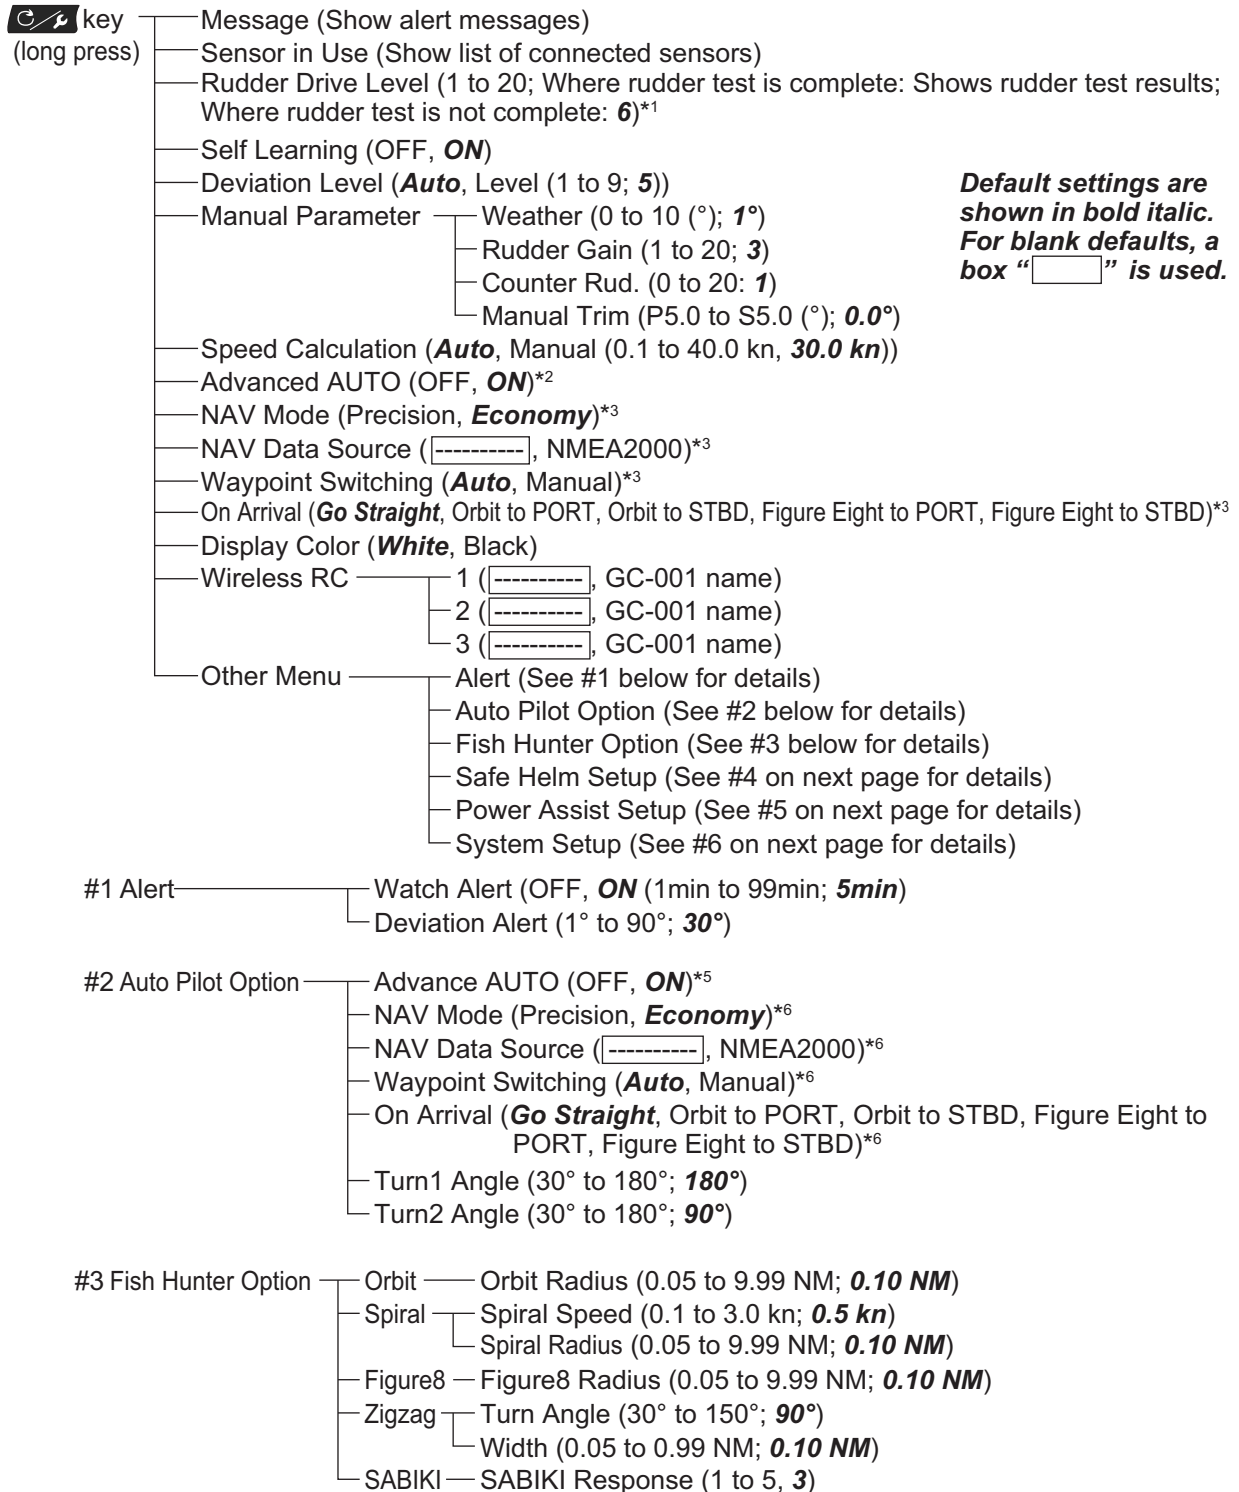 key
(long press)
Message (Show alert messages)
Sensor in Use (Show list of connected sensors)
Rudder Drive Level (1 to 20; Where rudder test is complete: Shows rudder test results;
Where rudder test is not complete: 6)*1
Self Learning (OFF, ON)
Deviation Level (Auto, Level (1 to 9; 5))
Default settings are
shown in bold italic.
For blank defaults, a
box “ ” is used.
Manual Parameter
Weather (0 to 10 (°); 1°)
Rudder Gain (1 to 20; 3)
Counter Rud. (0 to 20: 1)
Manual Trim (P5.0 to S5.0 (°); 0.0°)
Speed Calculation (Auto, Manual (0.1 to 40.0 kn, 30.0 kn))
Advanced AUTO (OFF, ON)*2
NAV Mode (Precision, Economy)*3
NAV Data Source (----------, NMEA2000)*3
Waypoint Switching (Auto, Manual)*3
On Arrival (Go Straight, Orbit to PORT, Orbit to STBD, Figure Eight to PORT, Figure Eight to STBD)*3
Display Color (White, Black)
Wireless RC
1 (----------, GC-001 name)
2 (----------, GC-001 name)
3 (----------, GC-001 name)
Other Menu
Alert (See #1 below for details)
Auto Pilot Option (See #2 below for details)
Fish Hunter Option (See #3 below for details)
Safe Helm Setup (See #4 on next page for details)
Power Assist Setup (See #5 on next page for details)
System Setup (See #6 on next page for details)
#1 Alert
Watch Alert (OFF, ON (1min to 99min; 5min)
Deviation Alert (1° to 90°; 30°)
#2 Auto Pilot Option
Advance AUTO (OFF, ON)*5
NAV Mode (Precision, Economy)*6
NAV Data Source (----------, NMEA2000)*6
Waypoint Switching (Auto, Manual)*6
On Arrival (Go Straight, Orbit to PORT, Orbit to STBD, Figure Eight to
PORT, Figure Eight to STBD)*6
Turn1 Angle (30° to 180°; 180°)
Turn2 Angle (30° to 180°; 90°)
#3 Fish Hunter Option
Orbit
Orbit Radius (0.05 to 9.99 NM; 0.10 NM)
Spiral
Spiral Speed (0.1 to 3.0 kn; 0.5 kn)
Spiral Radius (0.05 to 9.99 NM; 0.10 NM)
Figure8
Figure8 Radius (0.05 to 9.99 NM; 0.10 NM)
Zigzag
Turn Angle (30° to 150°; 90°)
Width (0.05 to 0.99 NM; 0.10 NM)
SABIKI
SABIKI Response (1 to 5, 3)